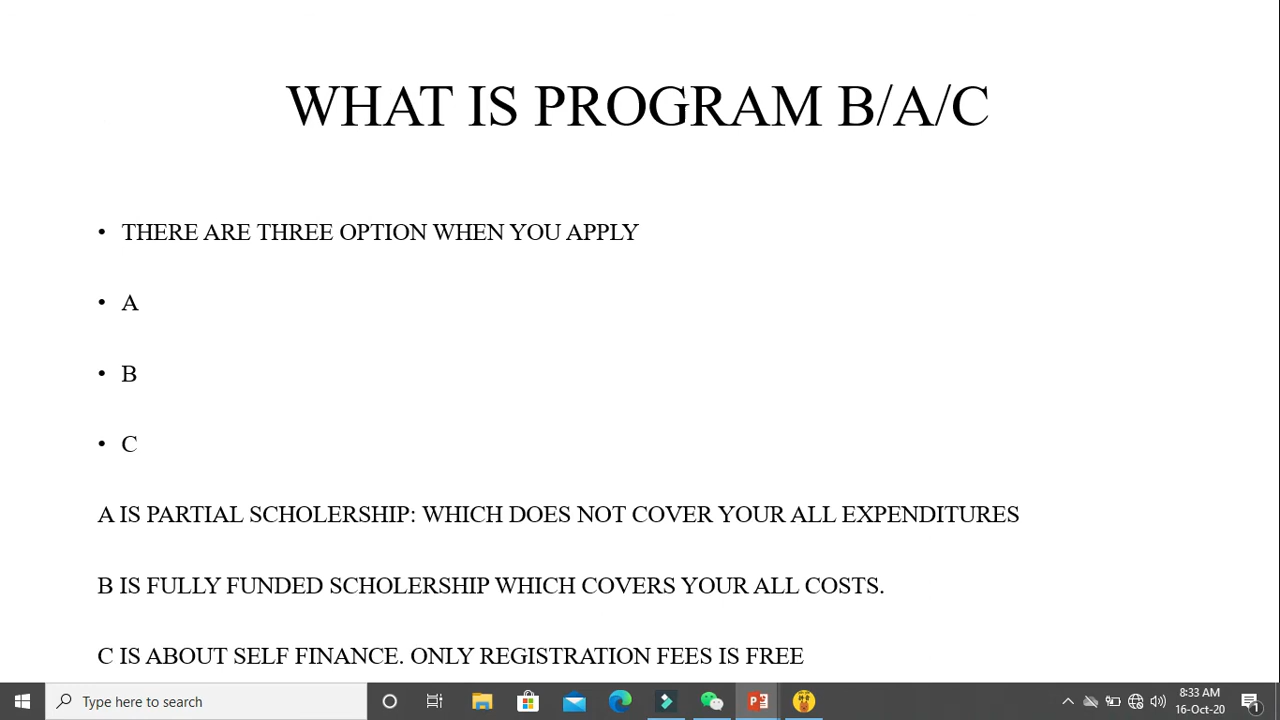 WHAT IS PROGRAM B/A/C
• THERE ARE THREE OPTION WHEN YOU APPLY
• A
• B
• C
A IS PARTIAL SCHOLERSHIP: WHICH DOES NOT COVER YOUR ALL EXPENDITURES
B IS FULLY FUNDED SCHOLERSHIP WHICH COVERS YOUR ALL COSTS.
C IS ABOUT SELF FINANCE. ONLY REGISTRATION FEES IS FREE
Type here to search
8:33 AM
16-Oct-20
1